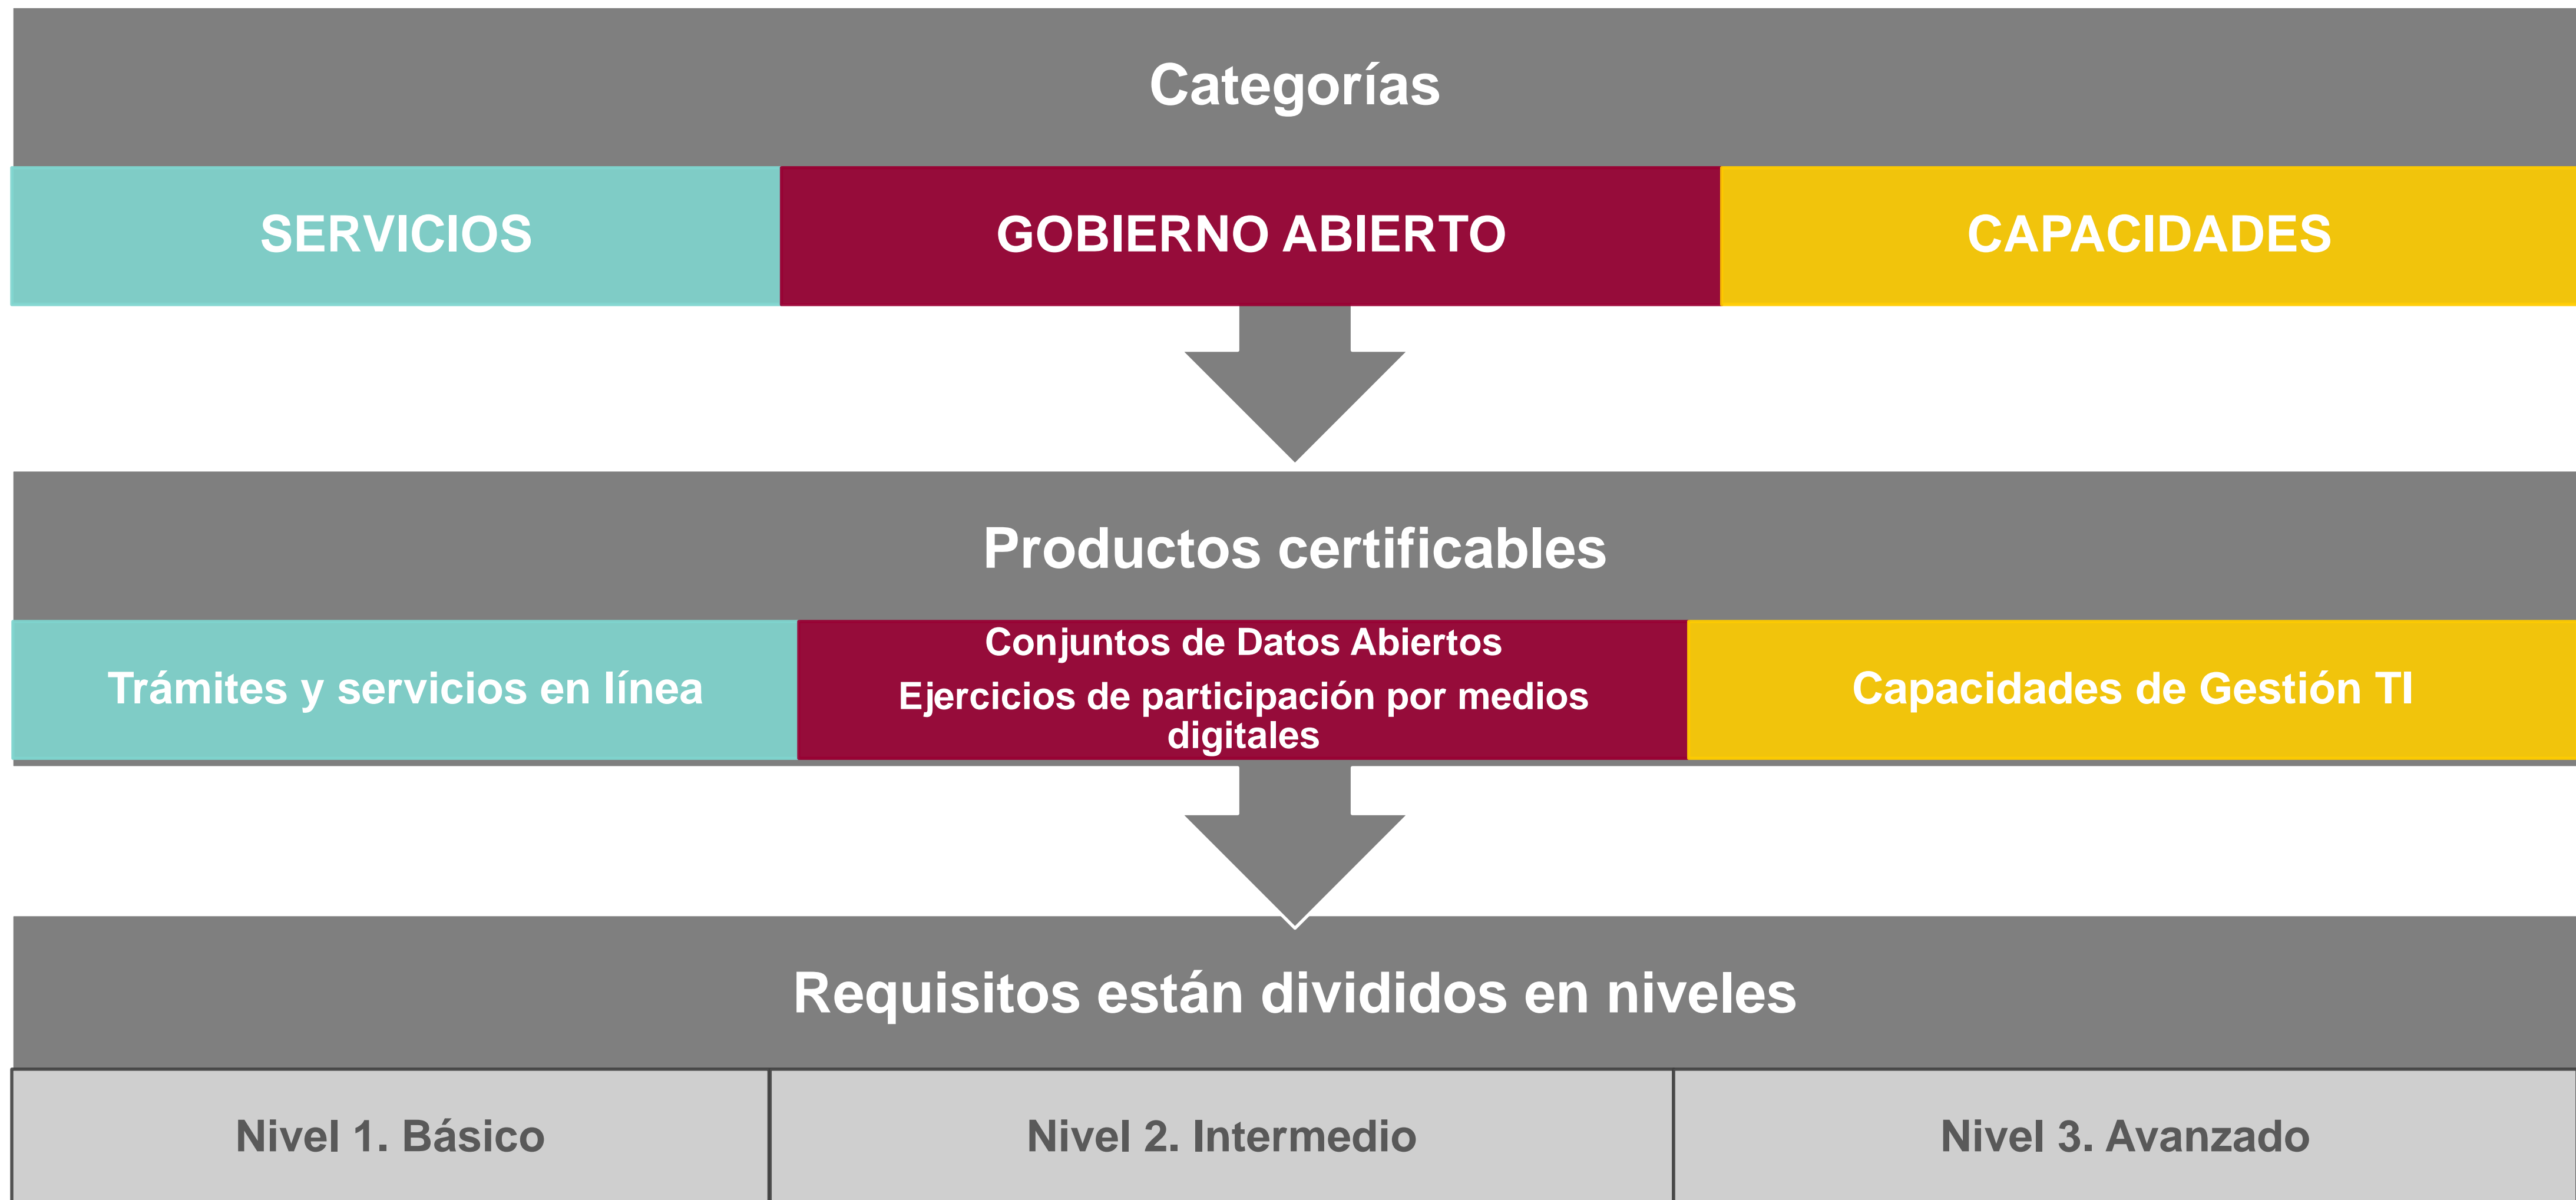 Categorías
SERVICIOS
GOBIERNO ABIERTO
CAPACIDADES
Productos certificables
Trámites y servicios en línea
Conjuntos de Datos Abiertos
Ejercicios de participación por medios
digitales
Capacidades de Gestión TI
Requisitos están divididos en niveles
Nivel 1. Básico
Nivel 2. Intermedio
Nivel 3. Avanzado